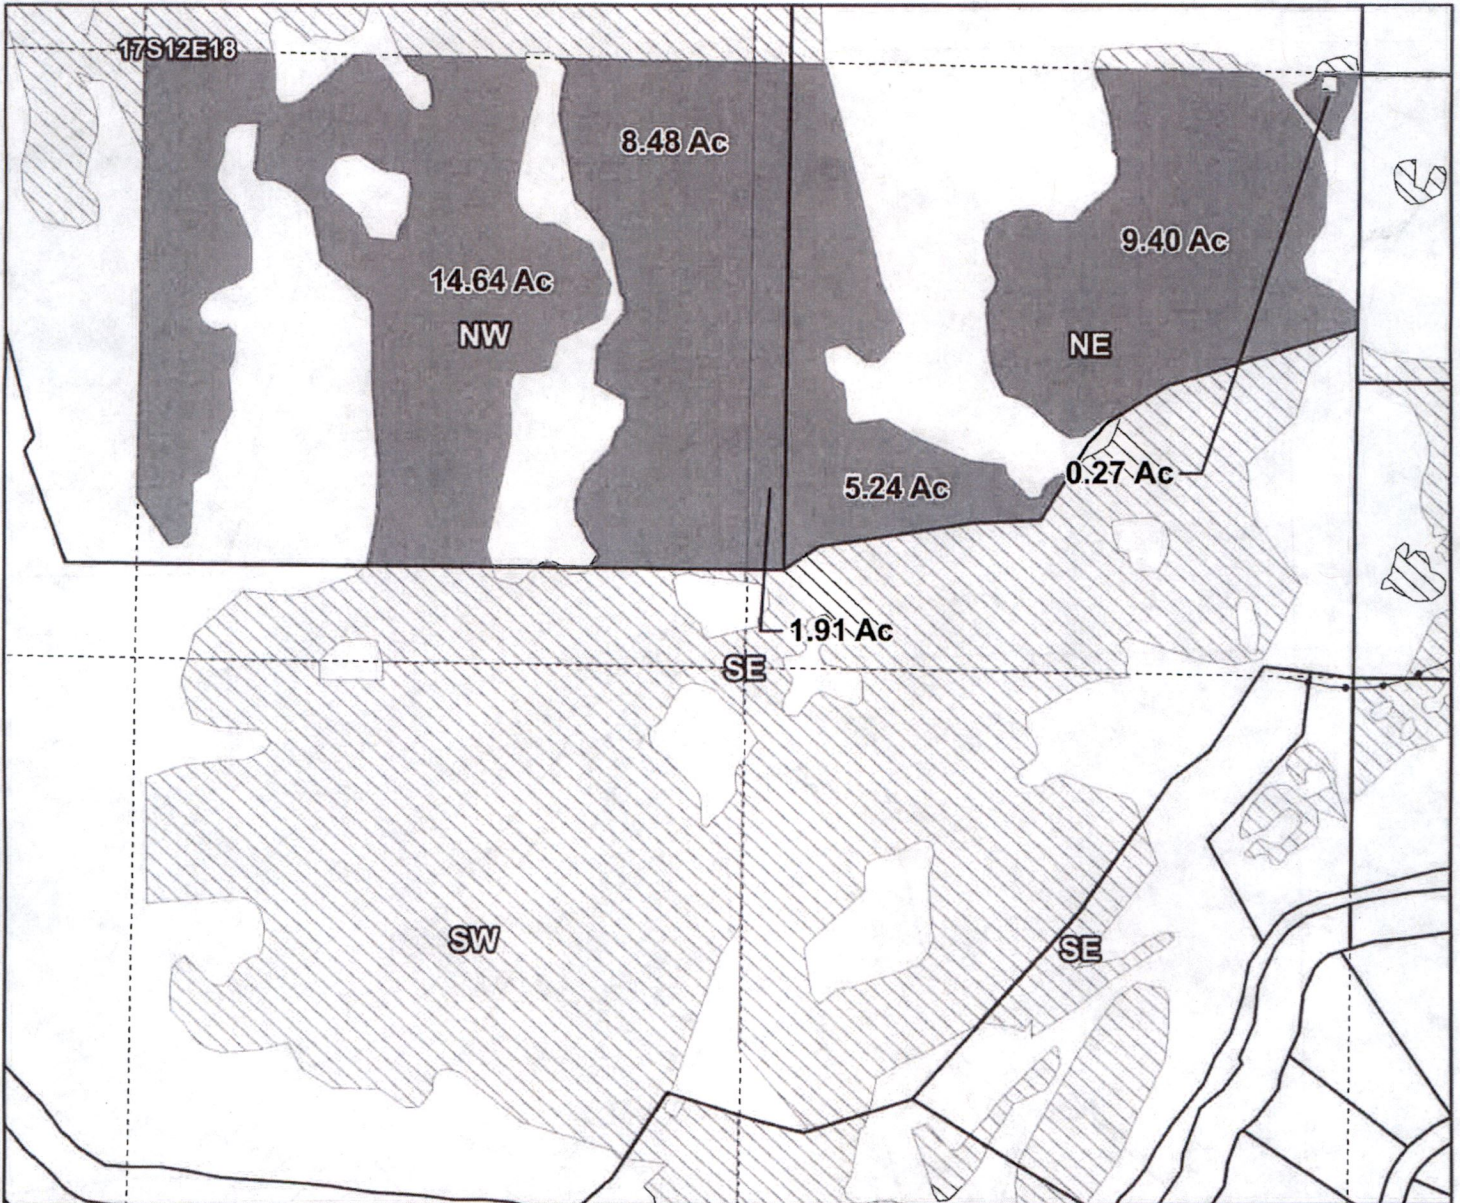 17S12E18
8.48 Ac
9.40 Ac
14.64 Ac
NW
NE
5.24 Ac
0.27 Ac
1.91 Ac
SE
SW
SE